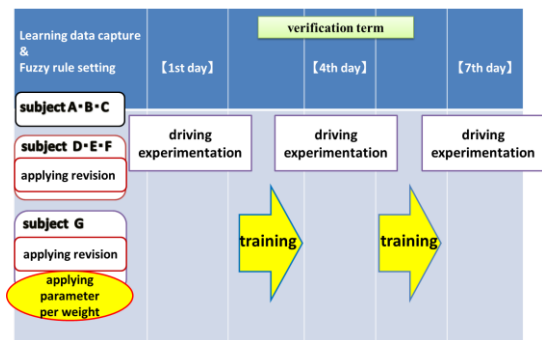 Learning data capture
&
Fuzzy rule setting
verification term
【1st day】
【4th day】
【7th day】
subject A･B･C
subject D･E･F
applying revision
driving
experimentation
driving
experimentation
driving
experimentation
subject G
applying revision
applying
parameter
per weight
training
training